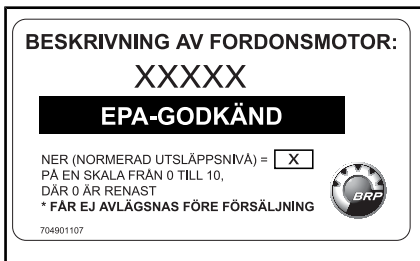 BESKRIVNING AV FORDONSMOTOR:
XXXXX
EPA-GODKÄND
NER (NORMERAD UTSLÄPPSNIVÅ) = X
PÅ EN SKALA FRÅN 0 TILL 10,
DÄR 0 ÄR RENAST
* FÅR EJ AVLÄGSNAS FÖRE FÖRSÄLJNING
BRP
704901107